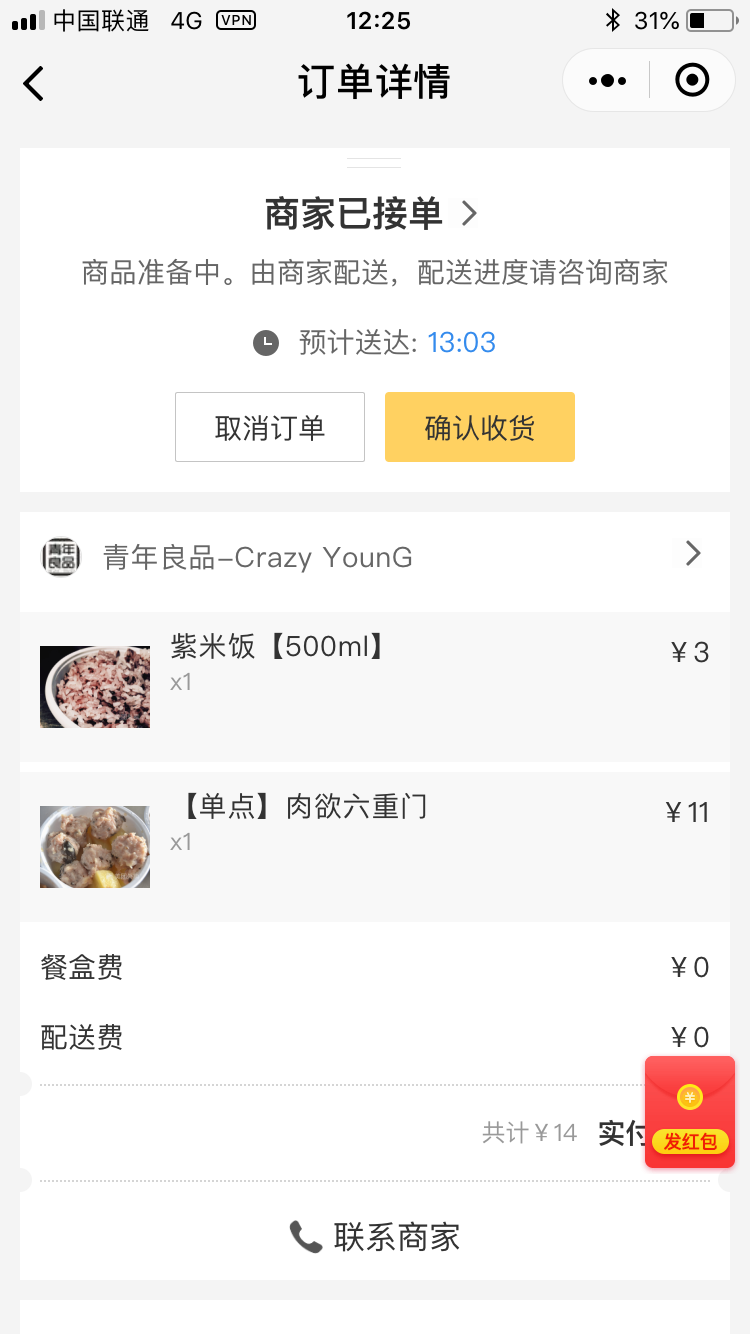 中国联通 4G VPN 12:25 31%
订单详情
商家已接单
商品准备中。由商家配送，配送进度请咨询商家
预计送达: 13:03
取消订单 确认收货
青年良品 青年良品-Crazy YounG
紫米饭【500ml】 ¥3
x1
【单点】肉欲六重门 ¥11
x1
餐盒费 ¥0
配送费 ¥0
共计¥14 实付
发红包
联系商家